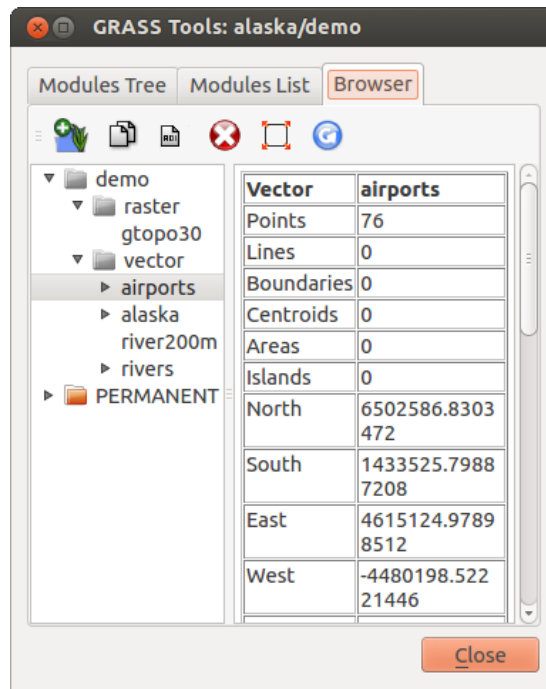 GRASS Tools: alaska/demo
Modules Tree
Modules List
Browser
demo
raster
gtopo30
vector
airports
alaska
river200m
rivers
PERMANENT
Vector airports
Points 76
Lines 0
Boundaries 0
Centroids 0
Areas 0
Islands 0
North 6502586.8303
472
South 1433525.7988
7208
East 4615124.9789
8512
West -4480198.522
21446
Close